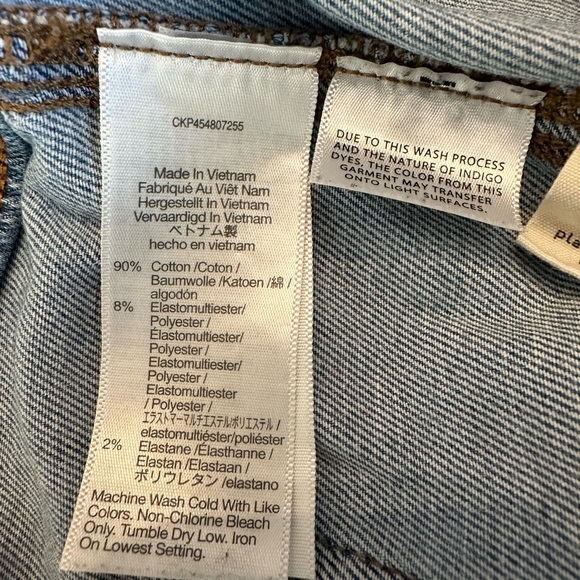 CKP454807255
Made In Vietnam
Fabriqué Au Viêt Nam
Hergestellt In Vietnam
Vervaardigd In Vietnam
ベトナム製
hecho en vietnam
90% Cotton /Coton /
Baumwolle /Katoen /綿 /
algodón
8% Elastomultiester /
Polyester /
Élastomultiester/
Polyester /
Elastomultiester/
Polyester /
Elastomultiester
/ Polyester /
エラストマーマルチエステル/ポリエステル /
elastomultiéster/poliéster
2% Elastane /Élasthanne /
Elastan /Elastaan /
ポリウレタン /elastano
Machine Wash Cold With Like
Colors. Non-Chlorine Bleach
Only. Tumble Dry Low. Iron
On Lowest Setting.
DUE TO THIS WASH PROCESS
AND THE NATURE OF INDIGO
DYES, THE COLOR FROM THIS
GARMENT MAY TRANSFER
ONTO LIGHT SURFACES.